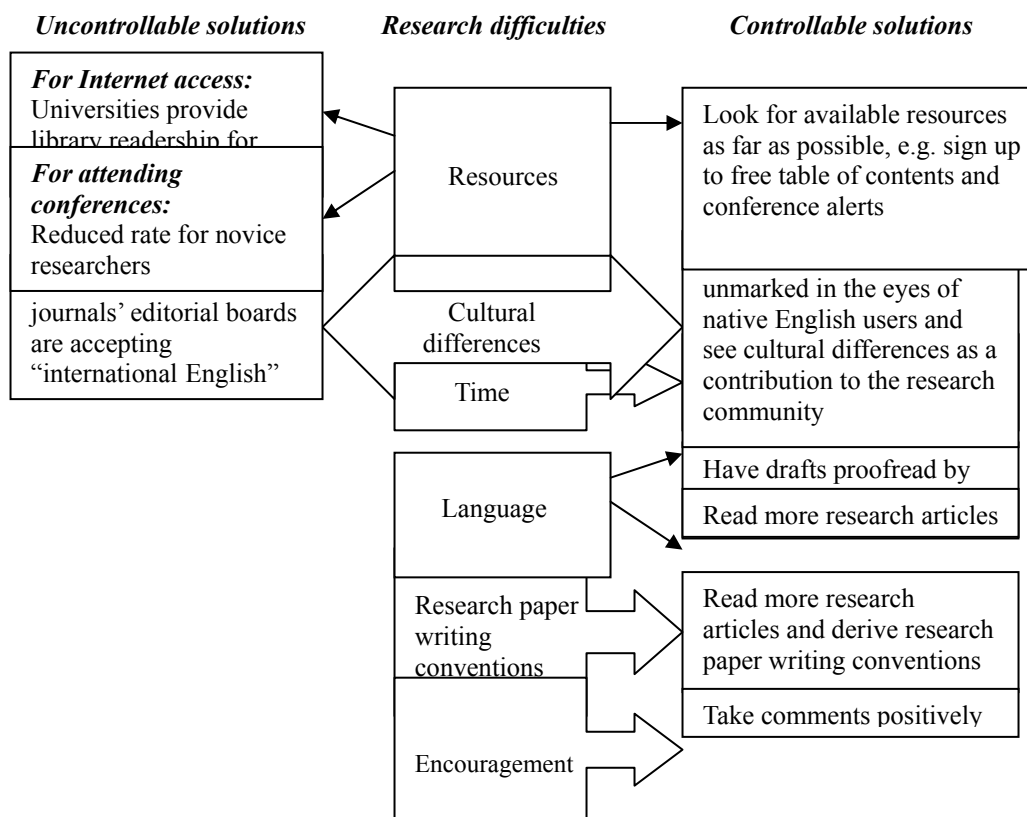 Uncontrollable solutions
Research difficulties
Controllable solutions
For Internet access:
Universities provide
library readership for
For attending
conferences:
Reduced rate for novice
researchers
journals’ editorial boards
are accepting
“international English”
Resources
Cultural
differences
Time
Language
Research paper
writing
conventions
Encouragement
Look for available resources
as far as possible, e.g. sign up
to free table of contents and
conference alerts
unmarked in the eyes of
native English users and
see cultural differences as a
contribution to the research
community
Have drafts proofread by
Read more research articles
Read more research
articles and derive research
paper writing conventions
Take comments positively